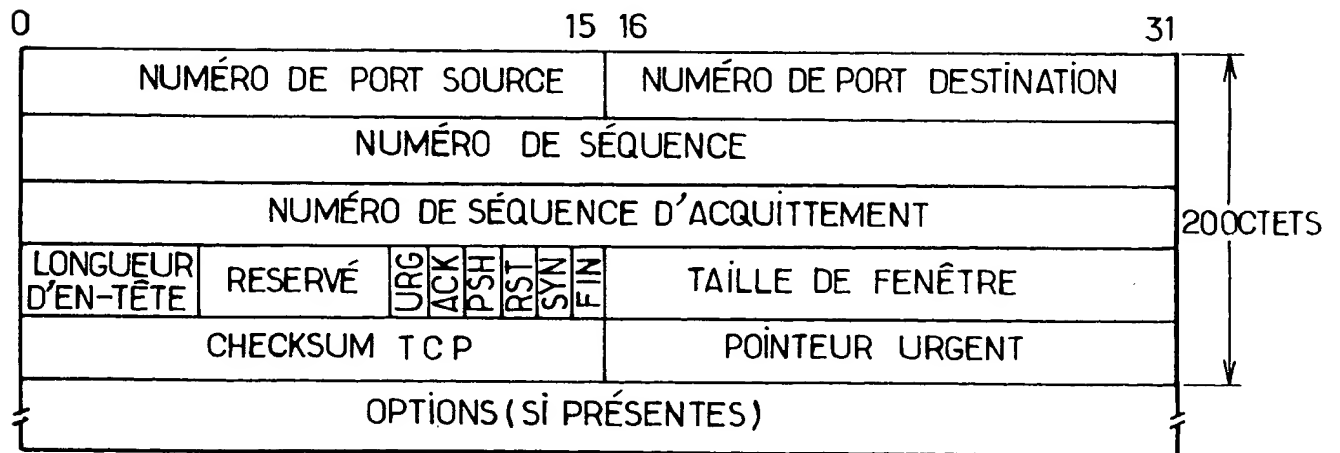 0 15 16 31
NUMÉRO DE PORT SOURCE NUMÉRO DE PORT DESTINATION
NUMÉRO DE SÉQUENCE
NUMÉRO DE SÉQUENCE D'ACQUITTEMENT
20OCTETS
LONGUEUR
D'EN-TÊTE
RESERVÉ
URG
ACK
PSH
RST
SYN
FIN
TAILLE DE FENÊTRE
CHECKSUM TCP POINTEUR URGENT
OPTIONS (SI PRÉSENTES)